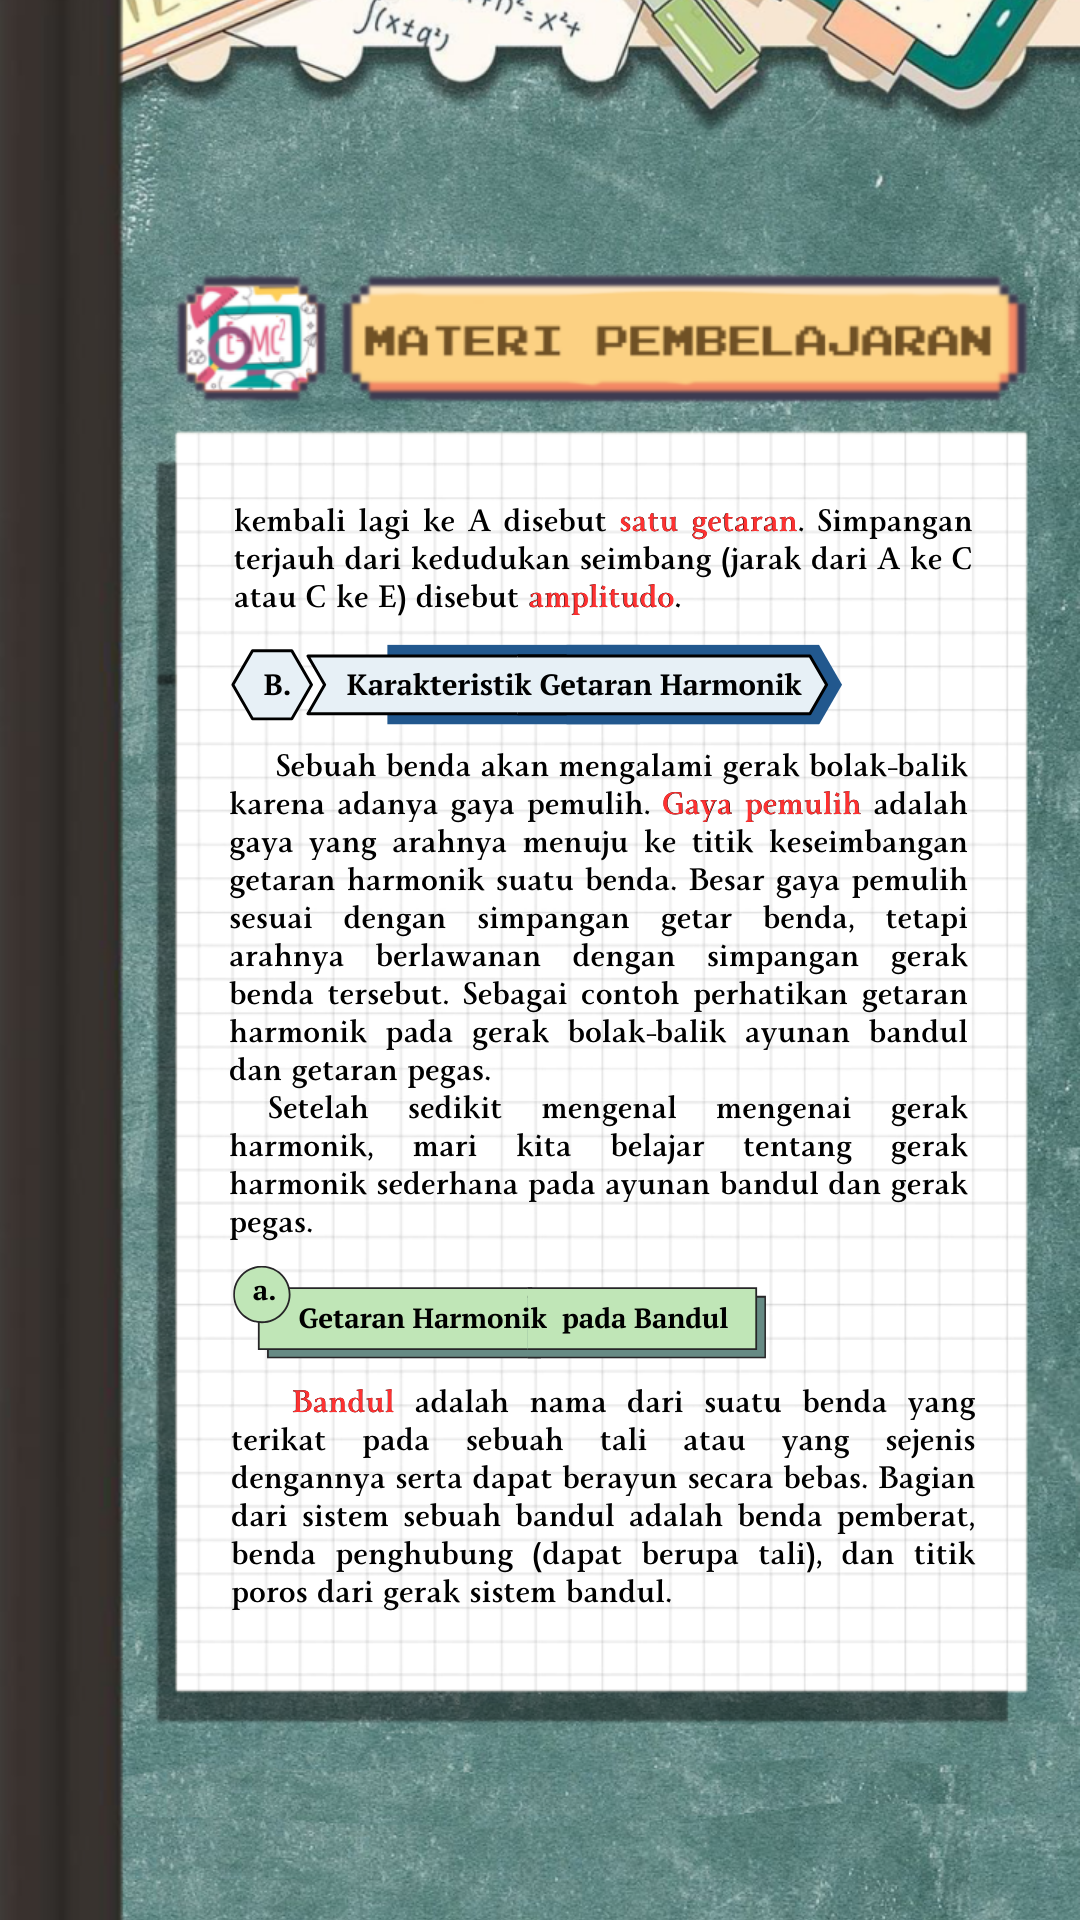 ∫(x±a²)
= x²+
E=MC²
MATERI PEMBELAJARAN
kembali lagi ke A disebut satu getaran. Simpangan
terjauh dari kedudukan seimbang (jarak dari A ke C
atau C ke E) disebut amplitudo.
B. Karakteristik Getaran Harmonik
Sebuah benda akan mengalami gerak bolak-balik
karena adanya gaya pemulih. Gaya pemulih adalah
gaya yang arahnya menuju ke titik keseimbangan
getaran harmonik suatu benda. Besar gaya pemulih
sesuai dengan simpangan getar benda, tetapi
arahnya berlawanan dengan simpangan gerak
benda tersebut. Sebagai contoh perhatikan getaran
harmonik pada gerak bolak-balik ayunan bandul
dan getaran pegas.
Setelah sedikit mengenal mengenai gerak
harmonik, mari kita belajar tentang gerak
harmonik sederhana pada ayunan bandul dan gerak
pegas.
a.
Getaran Harmonik pada Bandul
Bandul adalah nama dari suatu benda yang
terikat pada sebuah tali atau yang sejenis
dengannya serta dapat berayun secara bebas. Bagian
dari sistem sebuah bandul adalah benda pemberat,
benda penghubung (dapat berupa tali), dan titik
poros dari gerak sistem bandul.